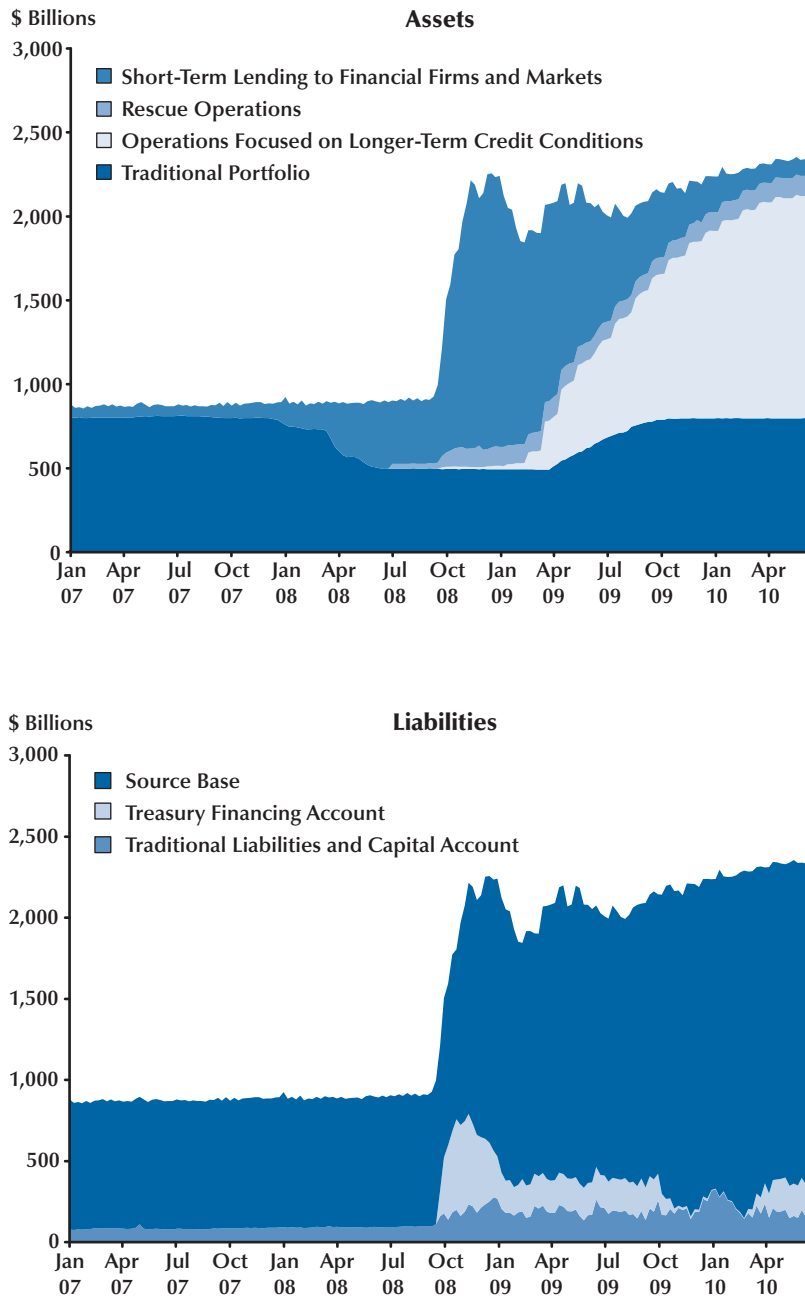 $ Billions
Assets
3,000
Short-Term Lending to Financial Firms and Markets
Rescue Operations
2,500
Operations Focused on Longer-Term Credit Conditions
Traditional Portfolio
2,000
1,500
1,000
500
0
Jan Apr Jul Oct Jan Apr Jul Oct Jan Apr Jul Oct Jan Apr
07 07 07 07 08 08 08 08 09 09 09 09 10 10
$ Billions
Liabilities
3,000
Source Base
Treasury Financing Account
2,500
Traditional Liabilities and Capital Account
2,000
1,500
1,000
500
0
Jan Apr Jul Oct Jan Apr Jul Oct Jan Apr Jul Oct Jan Apr
07 07 07 07 08 08 08 08 09 09 09 09 10 10